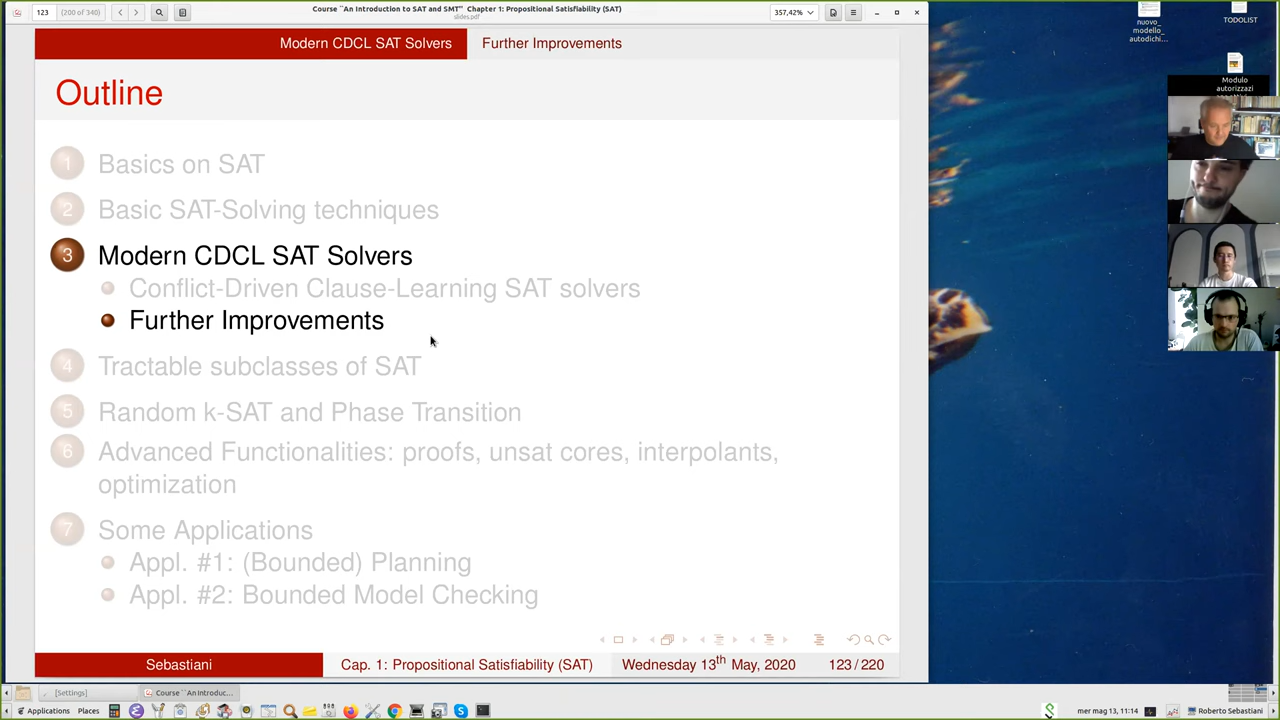 123 (200 of 340) Course ``An Introduction to SAT and SMT'' Chapter 1: Propositional Satisfiability (SAT) 357,42%
slides.pdf
Modern CDCL SAT Solvers Further Improvements
Outline
1 Basics on SAT
2 Basic SAT-Solving techniques
3 Modern CDCL SAT Solvers
Conflict-Driven Clause-Learning SAT solvers
Further Improvements
4 Tractable subclasses of SAT
5 Random k-SAT and Phase Transition
6 Advanced Functionalities: proofs, unsat cores, interpolants,
optimization
7 Some Applications
Appl. #1: (Bounded) Planning
Appl. #2: Bounded Model Checking
Sebastiani Cap. 1: Propositional Satisfiability (SAT) Wednesday 13th May, 2020 123 / 220
nuovo_
modello_
autodichi...
TODOLIST
Modulo
autorizzazi
[Settings] Course ``An Introduc...
Applications Places mer mag 13, 11:14 Roberto Sebastiani